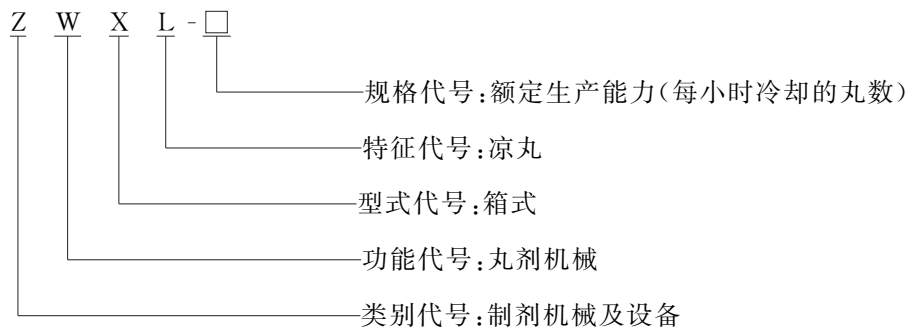 Z W X L - □
规格代号:额定生产能力(每小时冷却的丸数)
特征代号:凉丸
型式代号:箱式
功能代号:丸剂机械
类别代号:制剂机械及设备